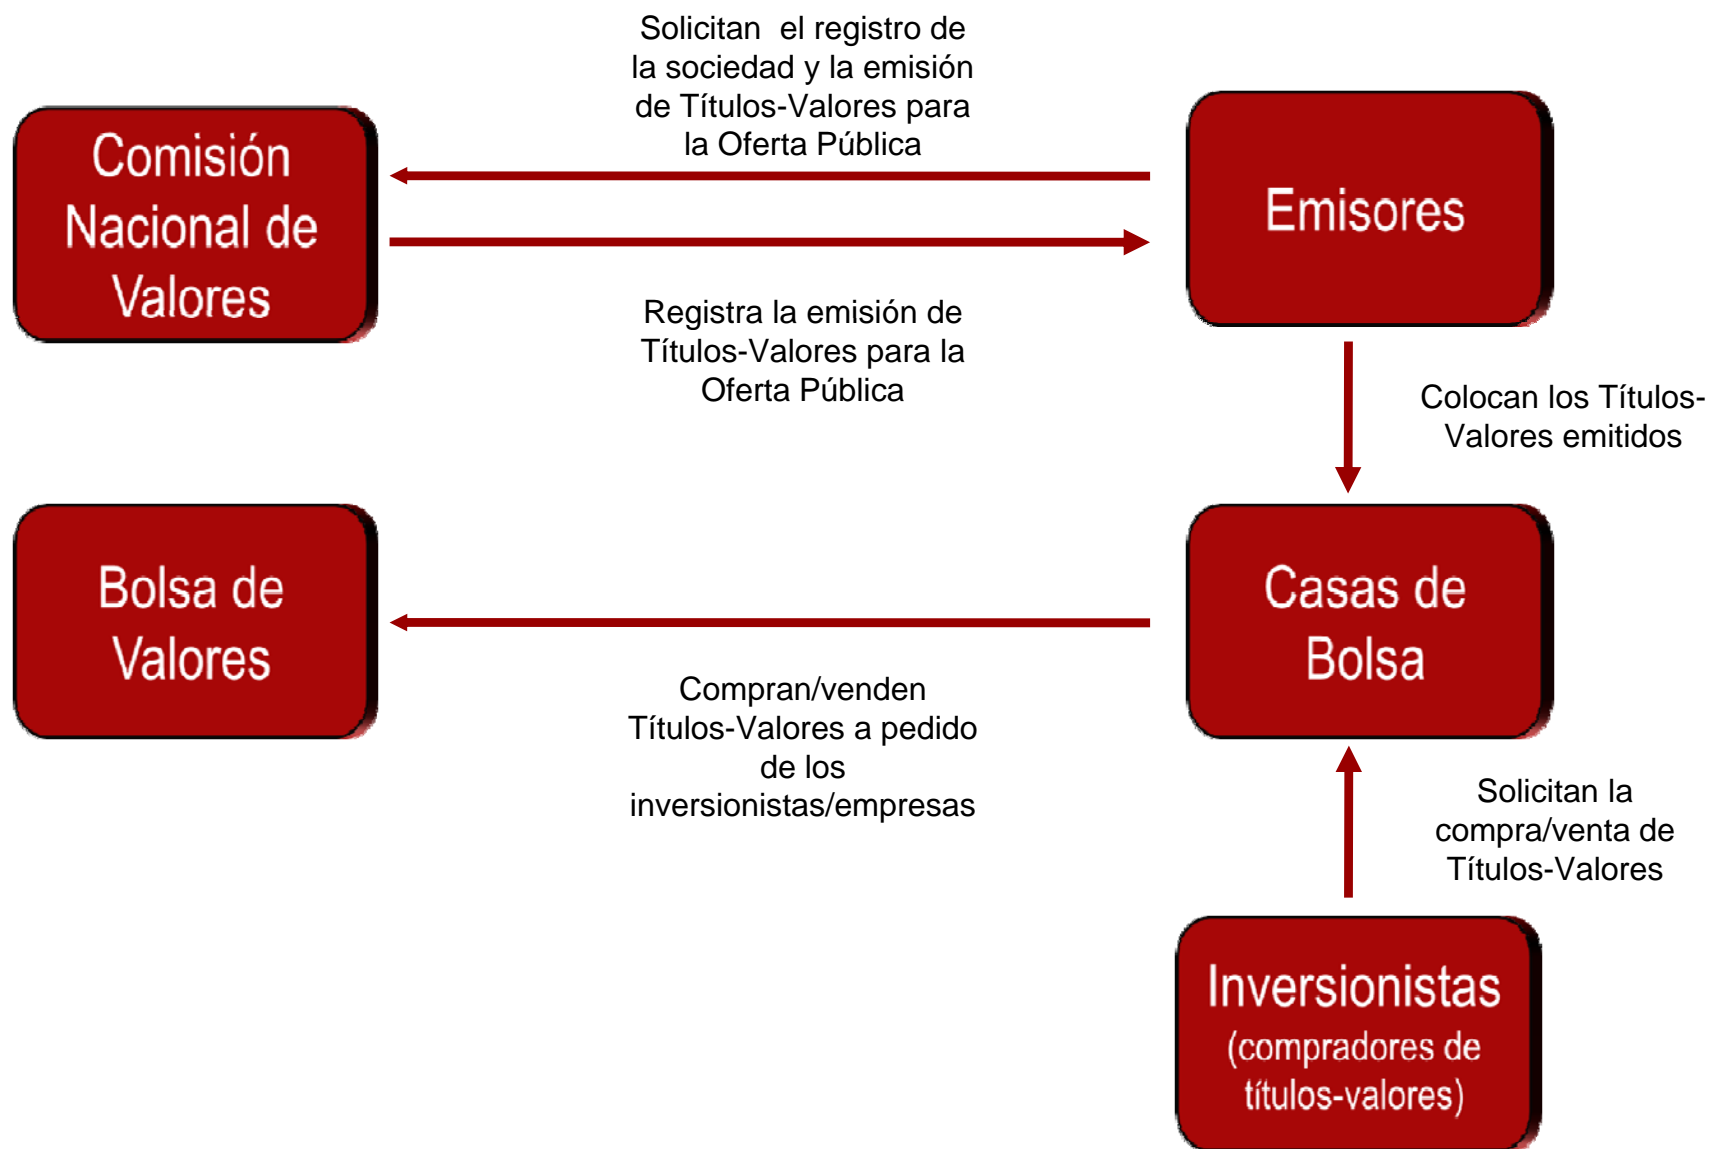 Solicitan  el registro de
la sociedad y la emisión
de Títulos-Valores para
la Oferta Pública
Comisión
Nacional de
Valores
Emisores
Registra la emisión de
Títulos-Valores para la
Oferta Pública
Colocan los Títulos-
Valores emitidos
Bolsa de
Valores
Casas de
Bolsa
Compran/venden
Títulos-Valores a pedido
de los
inversionistas/empresas
Solicitan la
compra/venta de
Títulos-Valores
Inversionistas
(compradores de
títulos-valores)